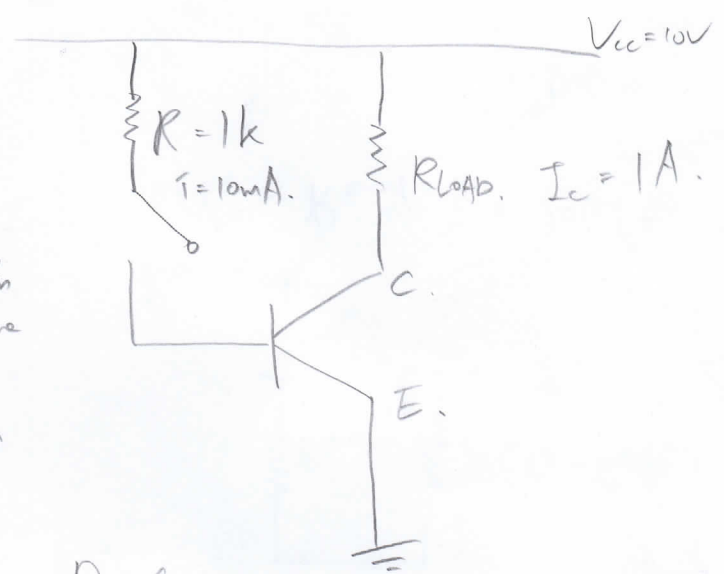 Vcc=10V
R=1k
i=10mA.
RLOAD. Ic = 1A.
C.
E.